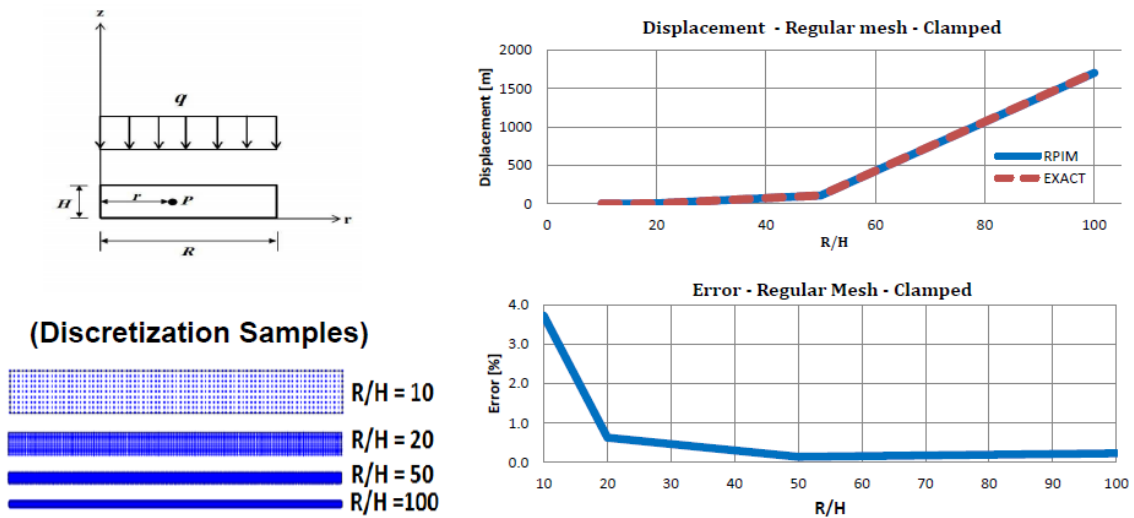 z
q
H
r
P
r
R
(Discretization Samples)
R/H = 10
R/H = 20
R/H = 50
R/H =100
Displacement - Regular mesh - Clamped
Displacement [m]
2000
1500
1000
500
0
RPIM
EXACT
0 20 40 60 80 100
R/H
Error - Regular Mesh - Clamped
Error [%]
4.0
3.0
2.0
1.0
0.0
10 20 30 40 50 60 70 80 90 100
R/H